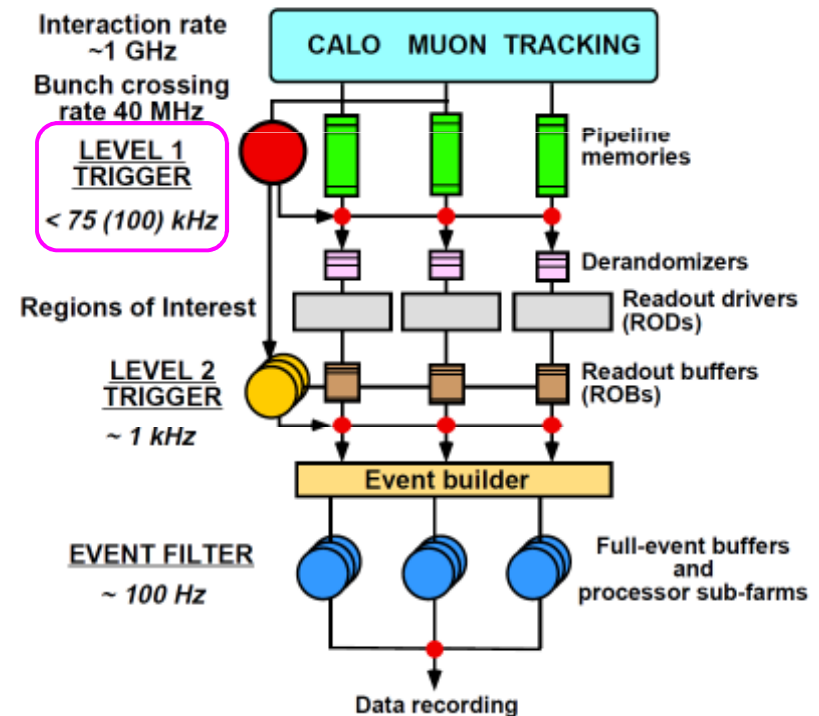 Interaction rate
~1 GHz
CALO MUON TRACKING
Bunch crossing
rate 40 MHz
LEVEL 1
TRIGGER
< 75 (100) kHz
Pipeline
memories
Derandomizers
Regions of Interest
Readout drivers
(RODs)
LEVEL 2
TRIGGER
~ 1 kHz
Readout buffers
(ROBs)
Event builder
EVENT FILTER
~ 100 Hz
Full-event buffers
and
processor sub-farms
Data recording